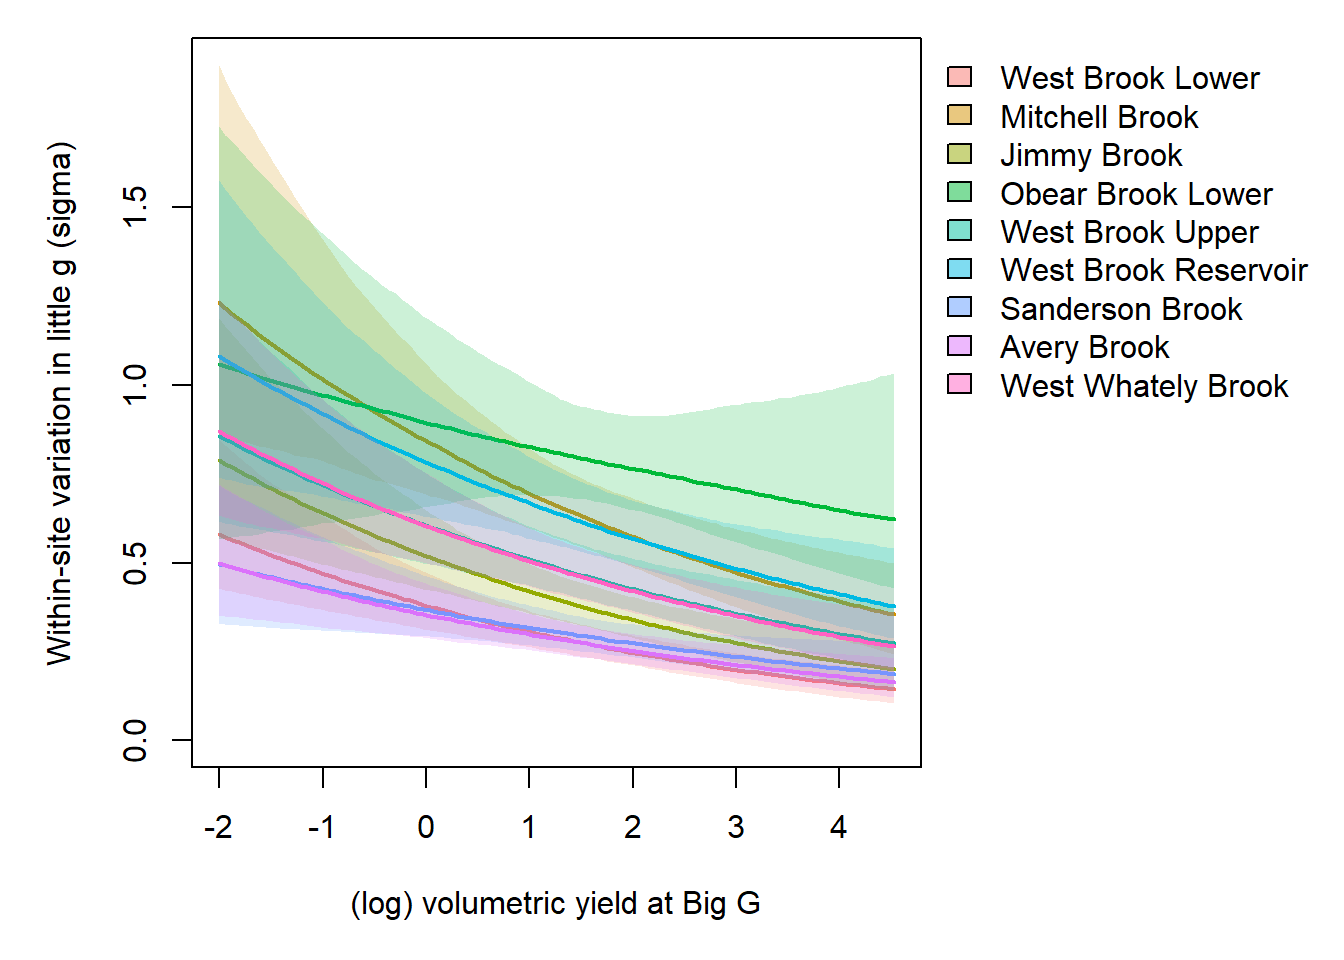 Within-site variation in little g (sigma)
1.5
1.0
0.5
0.0
-2 -1 0 1 2 3 4
(log) volumetric yield at Big G
West Brook Lower
Mitchell Brook
Jimmy Brook
Obear Brook Lower
West Brook Upper
West Brook Reservoir
Sanderson Brook
Avery Brook
West Whately Brook